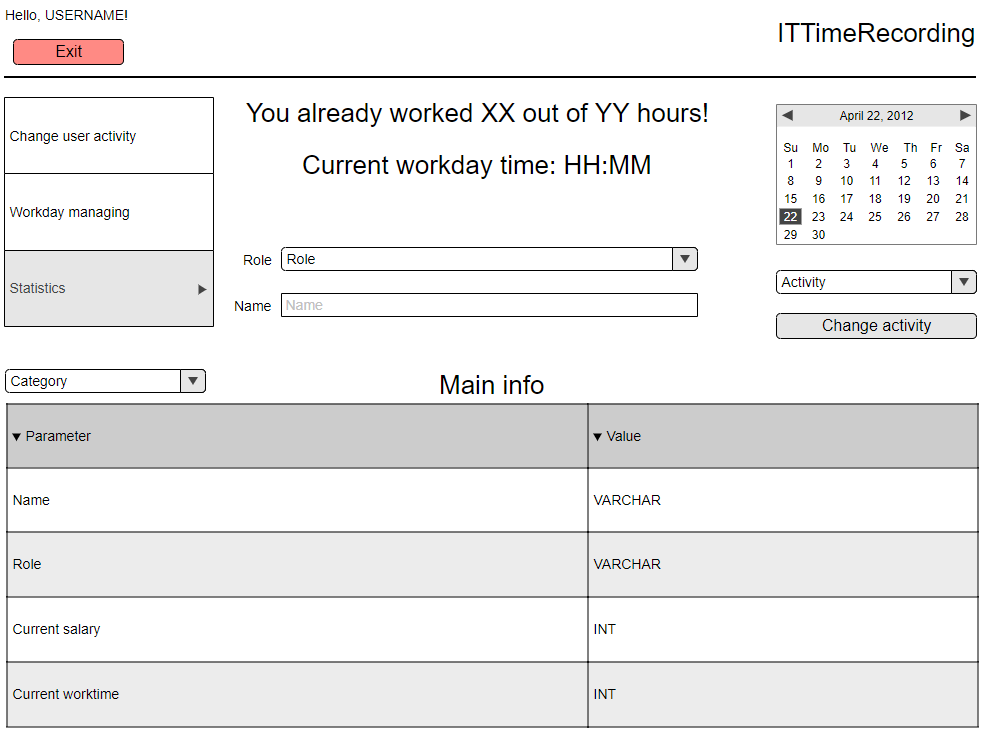 Hello, USERNAME!
Exit
ITTimeRecording
Change user activity
Workday managing
Statistics
You already worked XX out of YY hours!
Current workday time: HH:MM
Role Role
Name Name
April 22, 2012
Su Mo Tu We Th Fr Sa
1 2 3 4 5 6 7
8 9 10 11 12 13 14
15 16 17 18 19 20 21
22 23 24 25 26 27 28
29 30
Activity
Change activity
Category
Main info
Parameter Value
Name VARCHAR
Role VARCHAR
Current salary INT
Current worktime INT